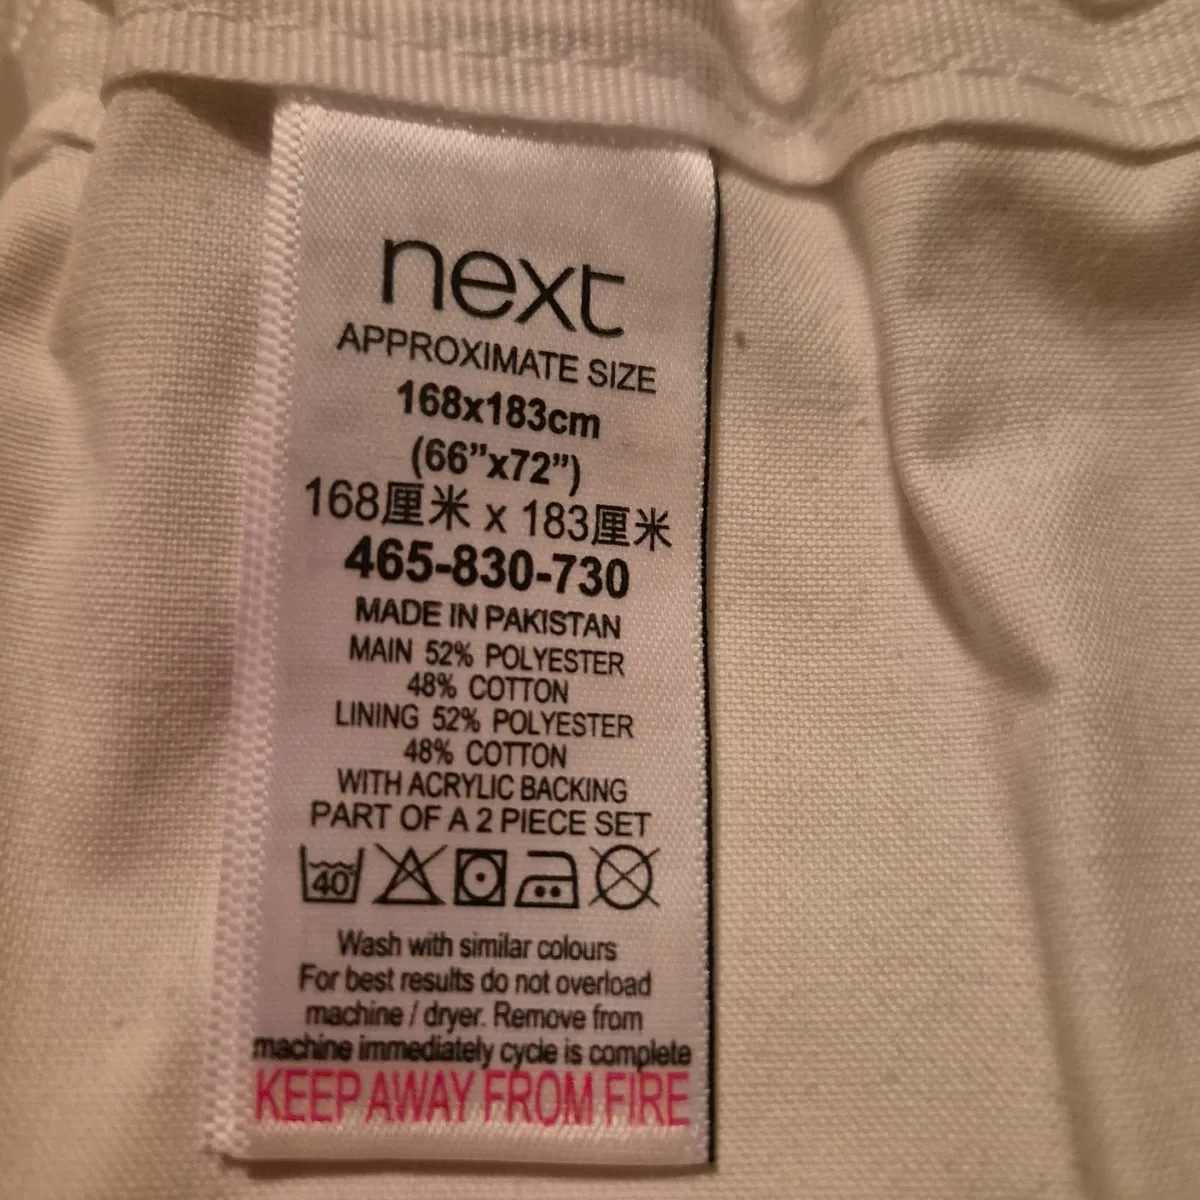 next
APPROXIMATE SIZE
168x183cm
(66”x72”)
168厘米 x 183厘米
465-830-730
MADE IN PAKISTAN
MAIN 52% POLYESTER
48% COTTON
LINING 52% POLYESTER
48% COTTON
WITH ACRYLIC BACKING
PART OF A 2 PIECE SET
40
Wash with similar colours
For best results do not overload
machine / dryer. Remove from
machine immediately cycle is complete
KEEP AWAY FROM FIRE